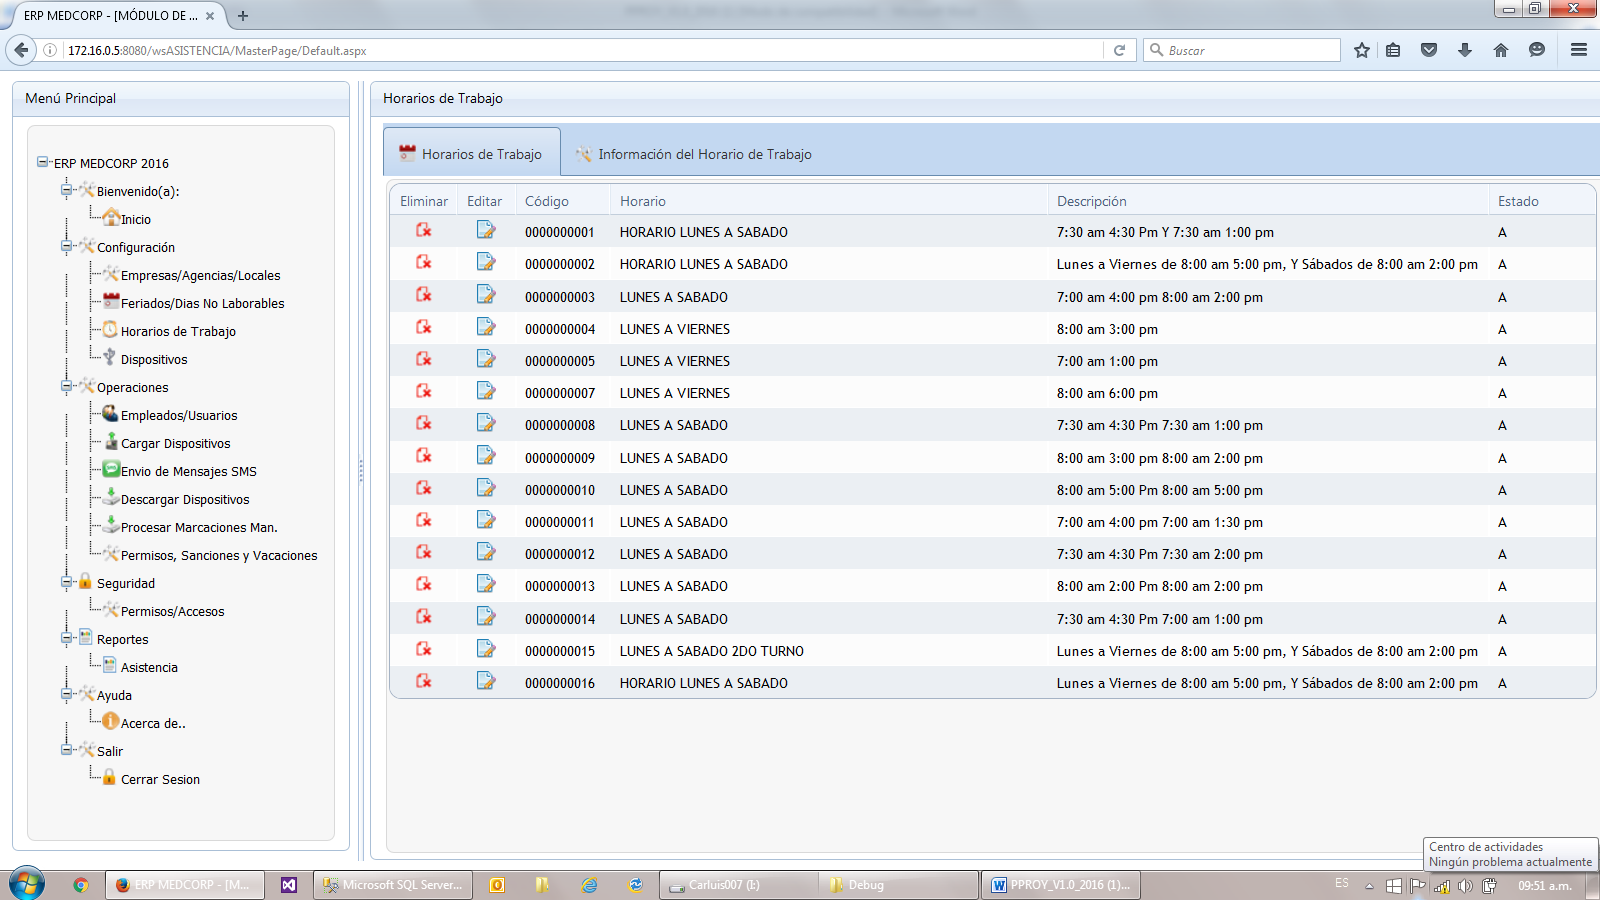 ERP MEDCORP - [MÓDULO DE ...
172.16.0.5:8080/wsASISTENCIA/MasterPage/Default.aspx
Buscar
Menú Principal
ERP MEDCORP 2016
Bienvenido(a):
Inicio
Configuración
Empresas/Agencias/Locales
Feriados/Dias No Laborables
Horarios de Trabajo
Dispositivos
Operaciones
Empleados/Usuarios
Cargar Dispositivos
Envio de Mensajes SMS
Descargar Dispositivos
Procesar Marcaciones Man.
Permisos, Sanciones y Vacaciones
Seguridad
Permisos/Accesos
Reportes
Asistencia
Ayuda
Acerca de..
Salir
Cerrar Sesion
Horarios de Trabajo
Horarios de Trabajo Información del Horario de Trabajo
Eliminar Editar Código Horario Descripción Estado
0000000001 HORARIO LUNES A SABADO 7:30 am 4:30 Pm Y 7:30 am 1:00 pm A
0000000002 HORARIO LUNES A SABADO Lunes a Viernes de 8:00 am 5:00 pm, Y Sábados de 8:00 am 2:00 pm A
0000000003 LUNES A SABADO 7:00 am 4:00 pm 8:00 am 2:00 pm A
0000000004 LUNES A VIERNES 8:00 am 3:00 pm A
0000000005 LUNES A VIERNES 7:00 am 1:00 pm A
0000000007 LUNES A VIERNES 8:00 am 6:00 pm A
0000000008 LUNES A SABADO 7:30 am 4:30 Pm 7:30 am 1:00 pm A
0000000009 LUNES A SABADO 8:00 am 3:00 pm 8:00 am 2:00 pm A
0000000010 LUNES A SABADO 8:00 am 5:00 Pm 8:00 am 5:00 pm A
0000000011 LUNES A SABADO 7:00 am 4:00 pm 7:00 am 1:30 pm A
0000000012 LUNES A SABADO 7:30 am 4:30 Pm 7:30 am 2:00 pm A
0000000013 LUNES A SABADO 8:00 am 2:00 Pm 8:00 am 2:00 pm A
0000000014 LUNES A SABADO 7:30 am 4:30 Pm 7:00 am 1:00 pm A
0000000015 LUNES A SABADO 2DO TURNO Lunes a Viernes de 8:00 am 5:00 pm, Y Sábados de 8:00 am 2:00 pm A
0000000016 HORARIO LUNES A SABADO Lunes a Viernes de 8:00 am 5:00 pm, Y Sábados de 8:00 am 2:00 pm A
Centro de actividades
Ningún problema actualmente
ERP MEDCORP - [M... Microsoft SQL Server... Carluis007 (I:) Debug PPROY_V1.0_2016 (1)... ES 09:51 a.m.